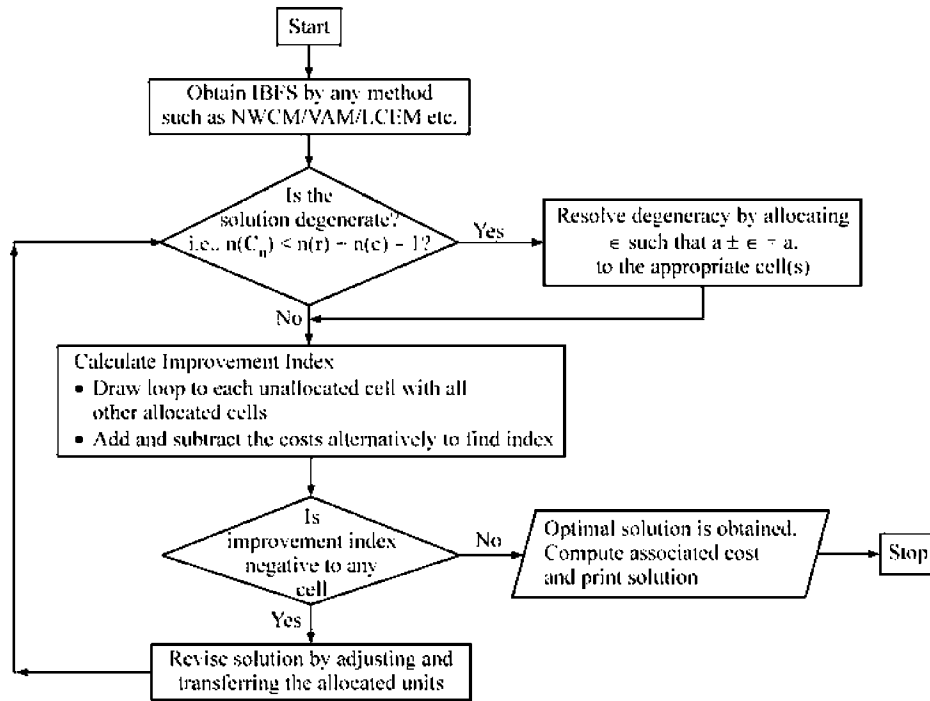 Start
Obtain IBFS by any method
such as NWCM/VAM/LCEM etc.
Is the
solution degenerate?
i.e., n(Cₙ) < n(r) + n(c) – 1?
Yes
Resolve degeneracy by allocating
∈ such that a ± ∈ = a.
to the appropriate cell(s)
No
Calculate Improvement Index
• Draw loop to each unallocated cell with all
other allocated cells
• Add and subtract the costs alternatively to find index
Is
improvement index
negative to any
cell
No
Optimal solution is obtained.
Compute associated cost
and print solution
Stop
Yes
Revise solution by adjusting and
transferring the allocated units